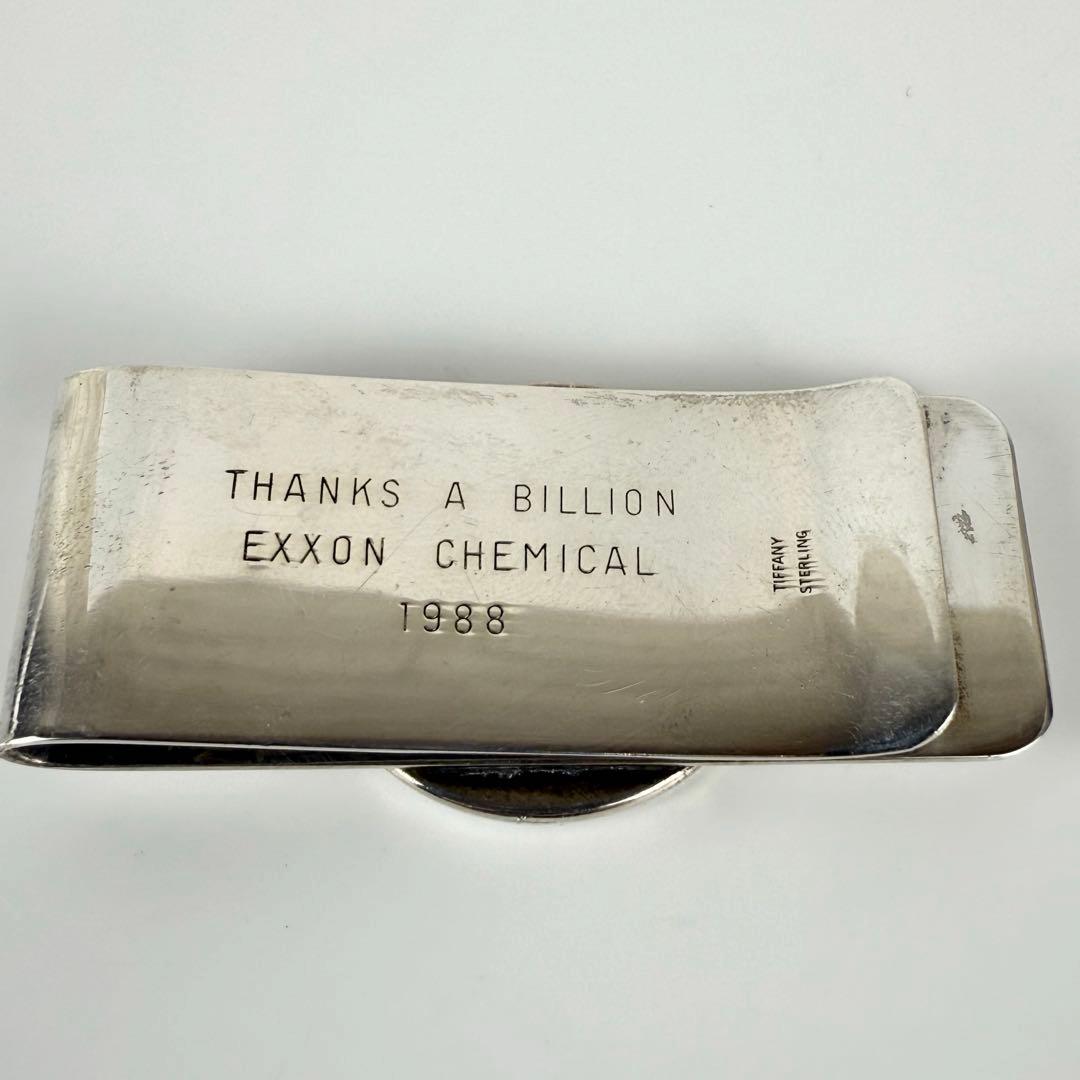 THANKS A BILLION
EXXON CHEMICAL
1988
TIFFANY
STERLING